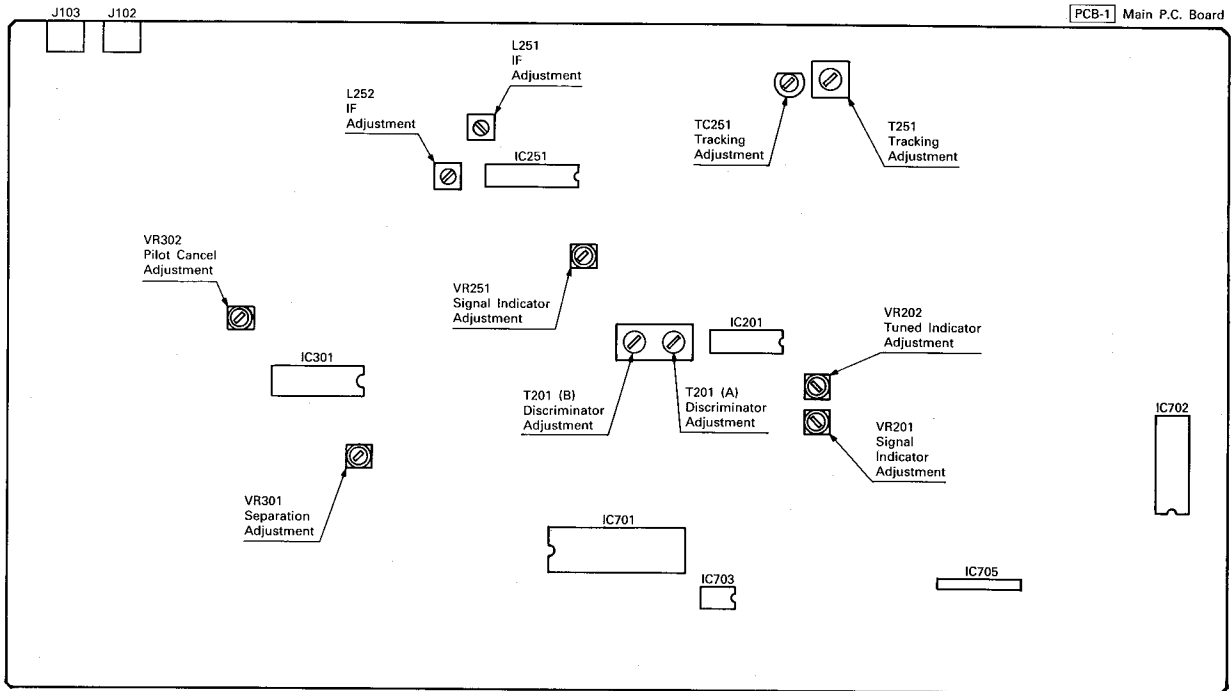 J103
J102
PCB-1 Main P.C. Board
L251
IF
Adjustment
L252
IF
Adjustment
IC251
TC251
Tracking
Adjustment
T251
Tracking
Adjustment
VR302
Pilot Cancel
Adjustment
VR251
Signal Indicator
Adjustment
IC201
VR202
Tuned Indicator
Adjustment
IC301
T201 (B)
Discriminator
Adjustment
T201 (A)
Discriminator
Adjustment
VR201
Signal
Indicator
Adjustment
IC702
VR301
Separation
Adjustment
IC701
IC703
IC705